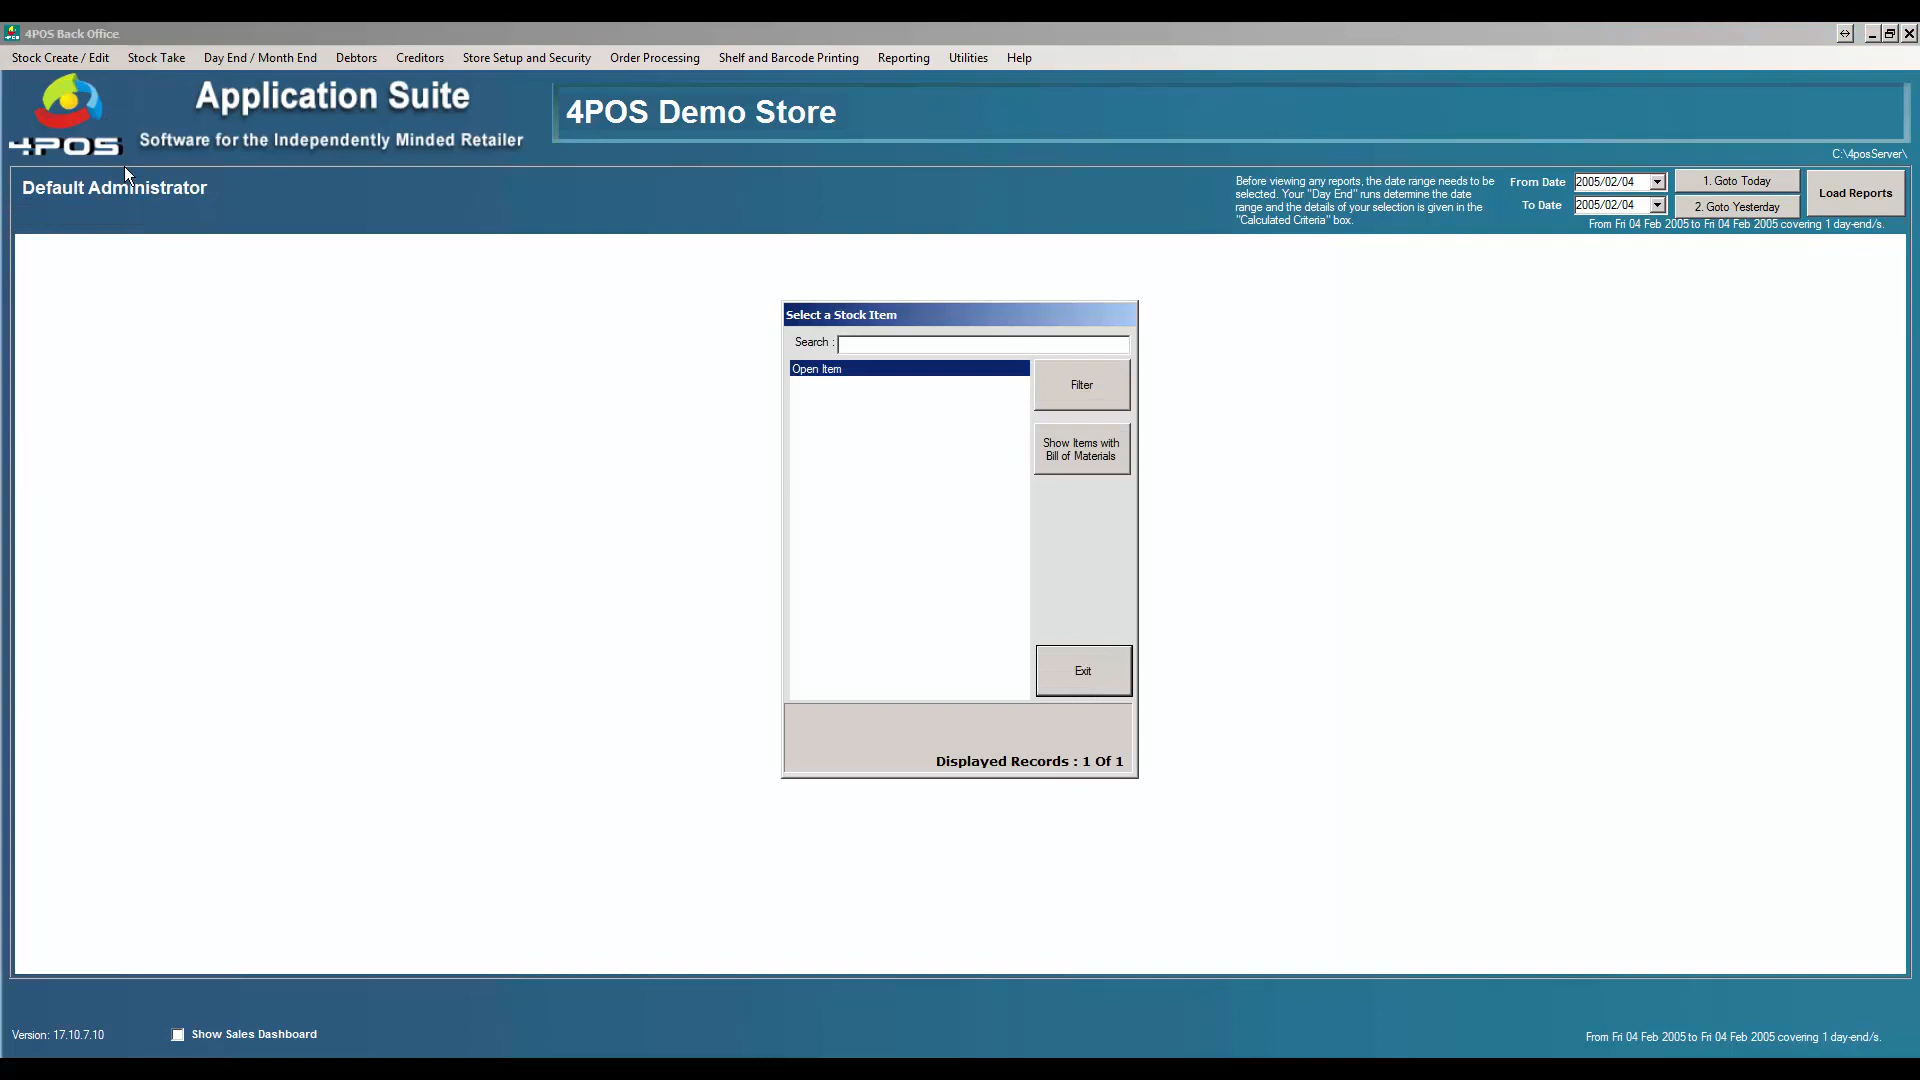 4POS Back Office
Stock Create / Edit Stock Take Day End / Month End Debtors Creditors Store Setup and Security Order Processing Shelf and Barcode Printing Reporting Utilities Help
4POS
Application Suite
Software for the Independently Minded Retailer
4POS Demo Store
C:\4posServer\
Default Administrator
Before viewing any reports, the date range needs to be
selected. Your "Day End" runs determine the date
range and the details of your selection is given in the
"Calculated Criteria" box.
From Date 2005/02/04
To Date 2005/02/04
1. Goto Today
2. Goto Yesterday
Load Reports
From Fri 04 Feb 2005 to Fri 04 Feb 2005 covering 1 day-end/s.
Select a Stock Item
Search :
Open Item
Filter
Show Items with
Bill of Materials
Exit
Displayed Records : 1 Of 1
Version: 17.10.7.10
Show Sales Dashboard
From Fri 04 Feb 2005 to Fri 04 Feb 2005 covering 1 day-end/s.